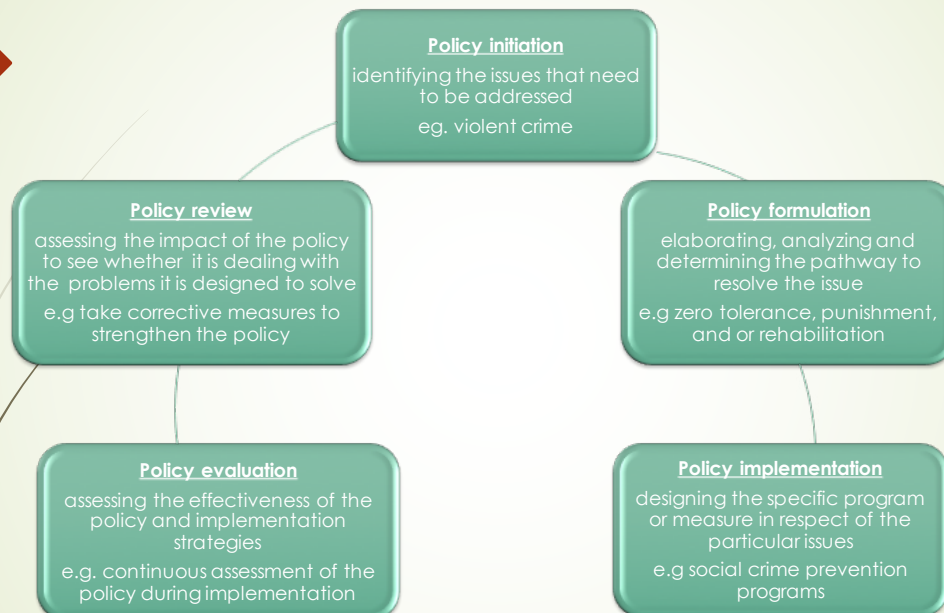 Policy initiation
identifying the issues that need
to be addressed
eg. violent crime
Policy formulation
elaborating, analyzing and
determining the pathway to
resolve the issue
e.g zero tolerance, punishment,
and or rehabilitation
Policy implementation
designing the specific program
or measure in respect of the
particular issues
e.g social crime prevention
programs
Policy evaluation
assessing the effectiveness of the
policy and implementation
strategies
e.g. continuous assessment of the
policy during implementation
Policy review
assessing the impact of the policy
to see whether it is dealing with
the problems it is designed to solve
e.g take corrective measures to
strengthen the policy